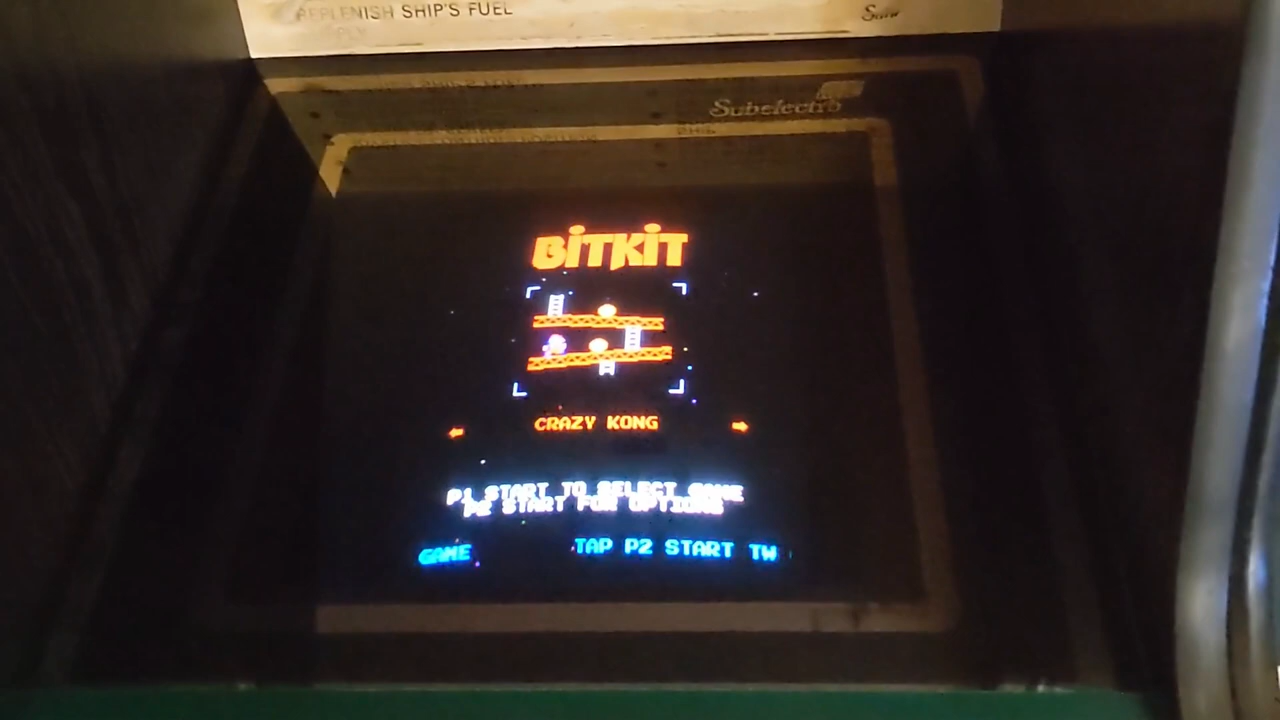 REPLENISH SHIP'S FUEL
Subelectro
BITKIT
CRAZY KONG
P1 START TO SELECT GAME
P2 START FOR OPTIONS
GAME TAP P2 START TW